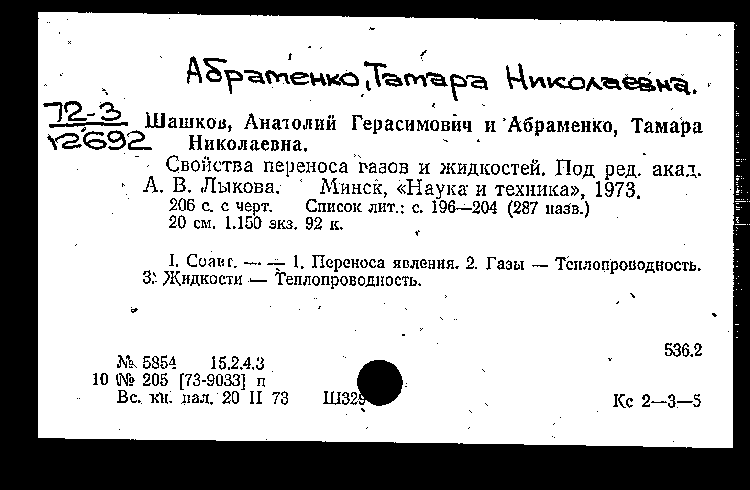 Абраменко, Тамара Николаевна.
72-3
12692
Шашков, Анатолий Герасимович и Абраменко, Тамара
Николаевна.
Свойства переноса газов и жидкостей. Под ред. акад.
А. В. Лыкова. Минск, «Наука и техника», 1973.
206 с. с черт. Список лит.: с. 196—204 (287 назв.)
20 см. 1.150 экз. 92 к.
I. Соавт. — — 1. Переноса явления. 2. Газы — Теплопроводность.
3. Жидкости — Теплопроводность.
536.2
№ 5854 15.2.4.3
10 № 205 [73-9033] п
Вс. кн. пал. 20 II 73 Ш329 Кс 2—3—5